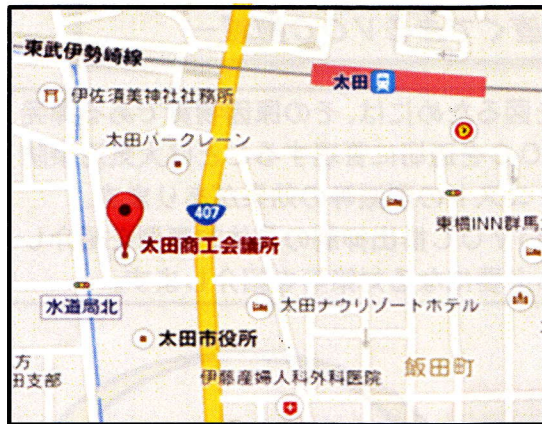 東武伊勢崎線
太田
伊佐須美神社社務所
太田パークレーン
407
東横INN群馬
太田商工会議所
水道局北
太田ナウリゾートホテル
太田市役所
方
田支部
飯田町
伊藤産婦人科外科医院